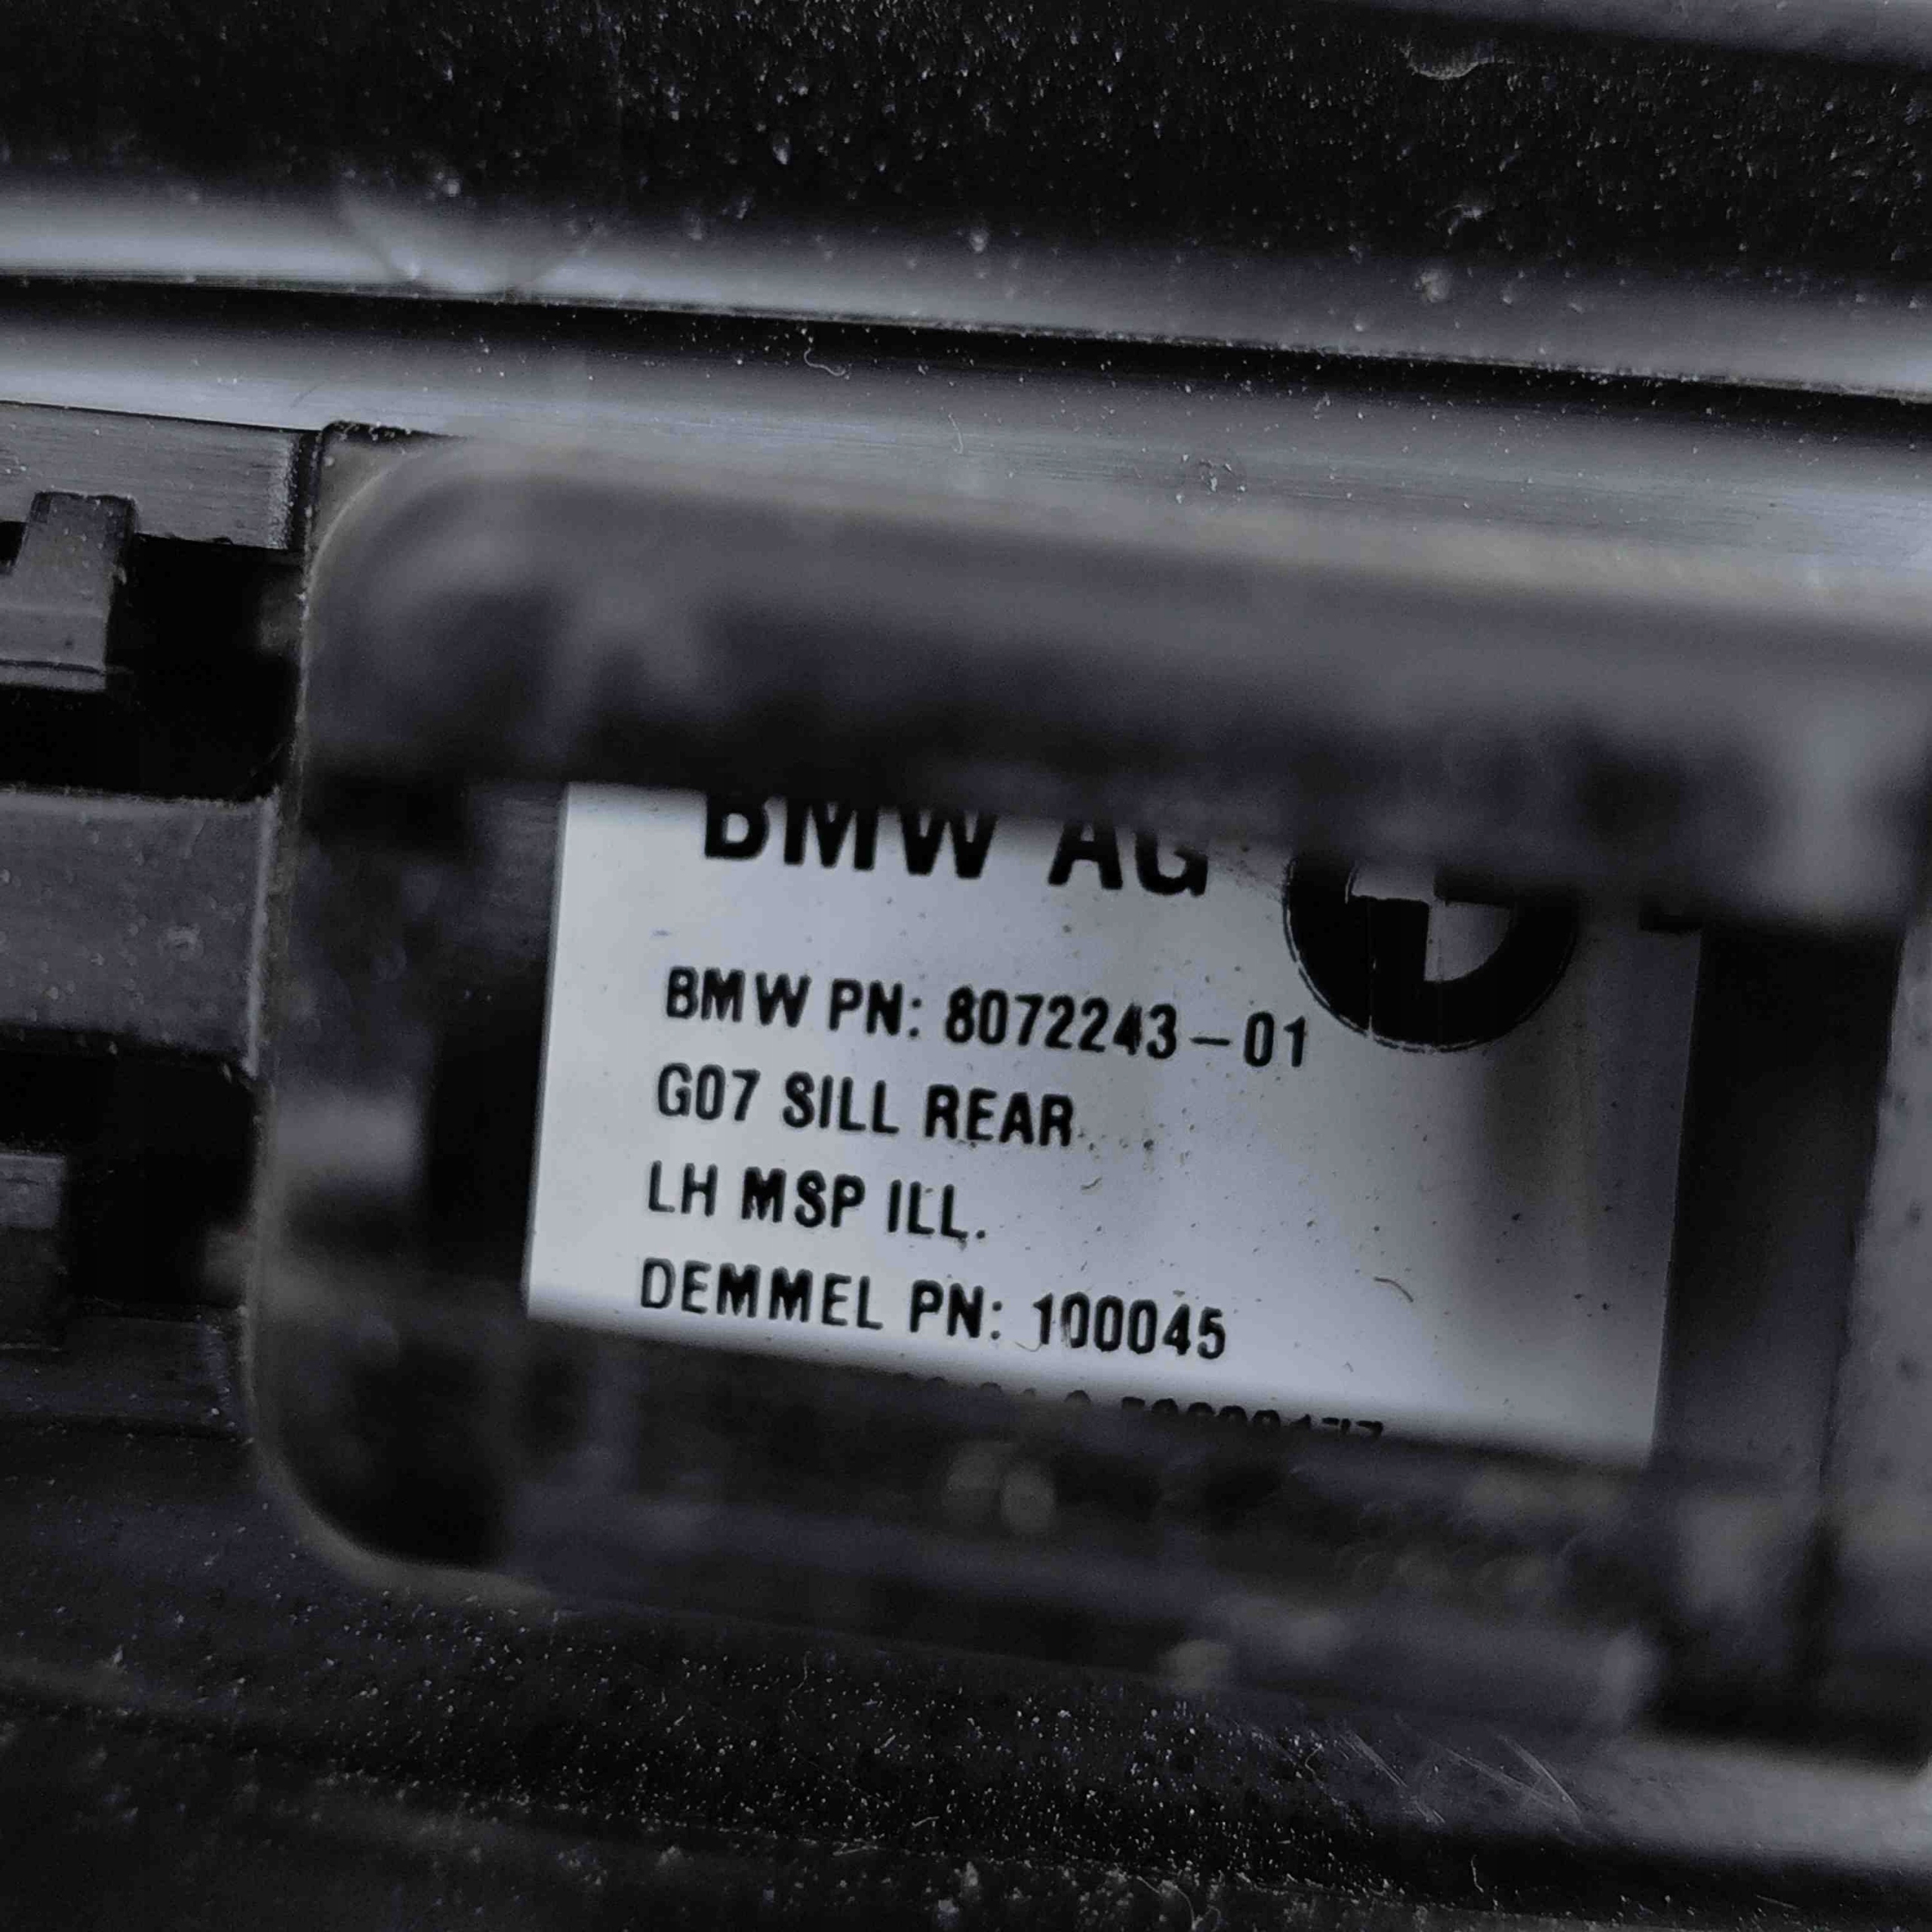 BMW AG
BMW PN: 8072243-01
G07 SILL REAR
LH MSP ILL.
DEMMEL PN: 100045